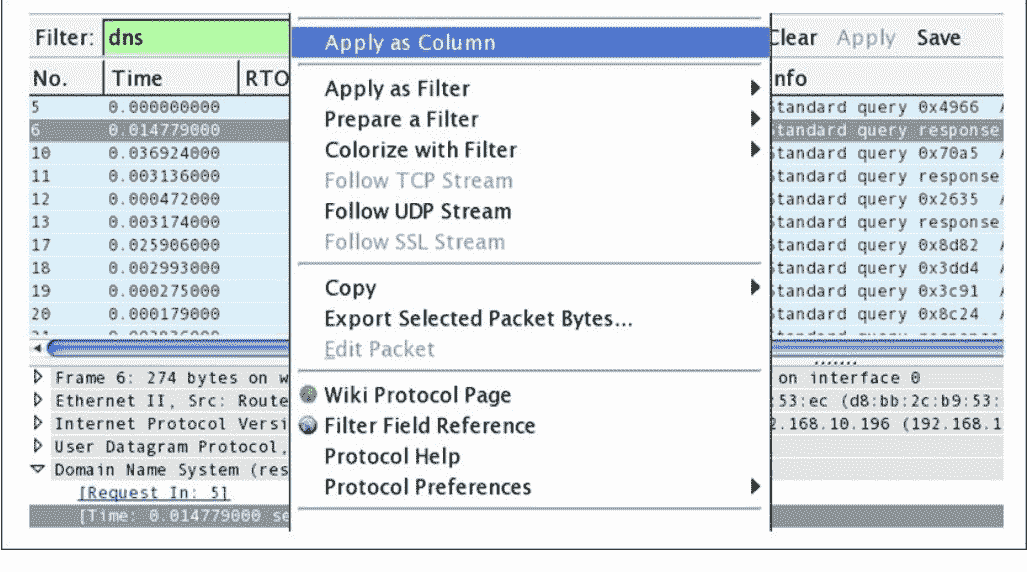 Filter: dns Clear Apply Save
No. Time RTO nfo
5 0.000000000 Standard query 0x4966
6 0.014779000 Standard query response
10 0.036924000 Standard query 0x70a5
11 0.003136000 Standard query response
12 0.000472000 Standard query 0x2635
13 0.003174000 Standard query response
17 0.025906000 Standard query 0x8d82
18 0.002993000 Standard query 0x3dd4
19 0.000275000 Standard query 0x3c91
20 0.000179000 Standard query 0x8c24
Apply as Column
Apply as Filter
Prepare a Filter
Colorize with Filter
Follow TCP Stream
Follow UDP Stream
Follow SSL Stream
Copy
Export Selected Packet Bytes...
Edit Packet
Wiki Protocol Page
Filter Field Reference
Protocol Help
Protocol Preferences
Frame 6: 274 bytes on w on interface 0
Ethernet II, Src: Route :53:ec (d8:bb:2c:b9:53:
Internet Protocol Versi 2.168.10.196 (192.168.1
User Datagram Protocol,
Domain Name System (res
[Request In: 5]
[Time: 0.014779000 se